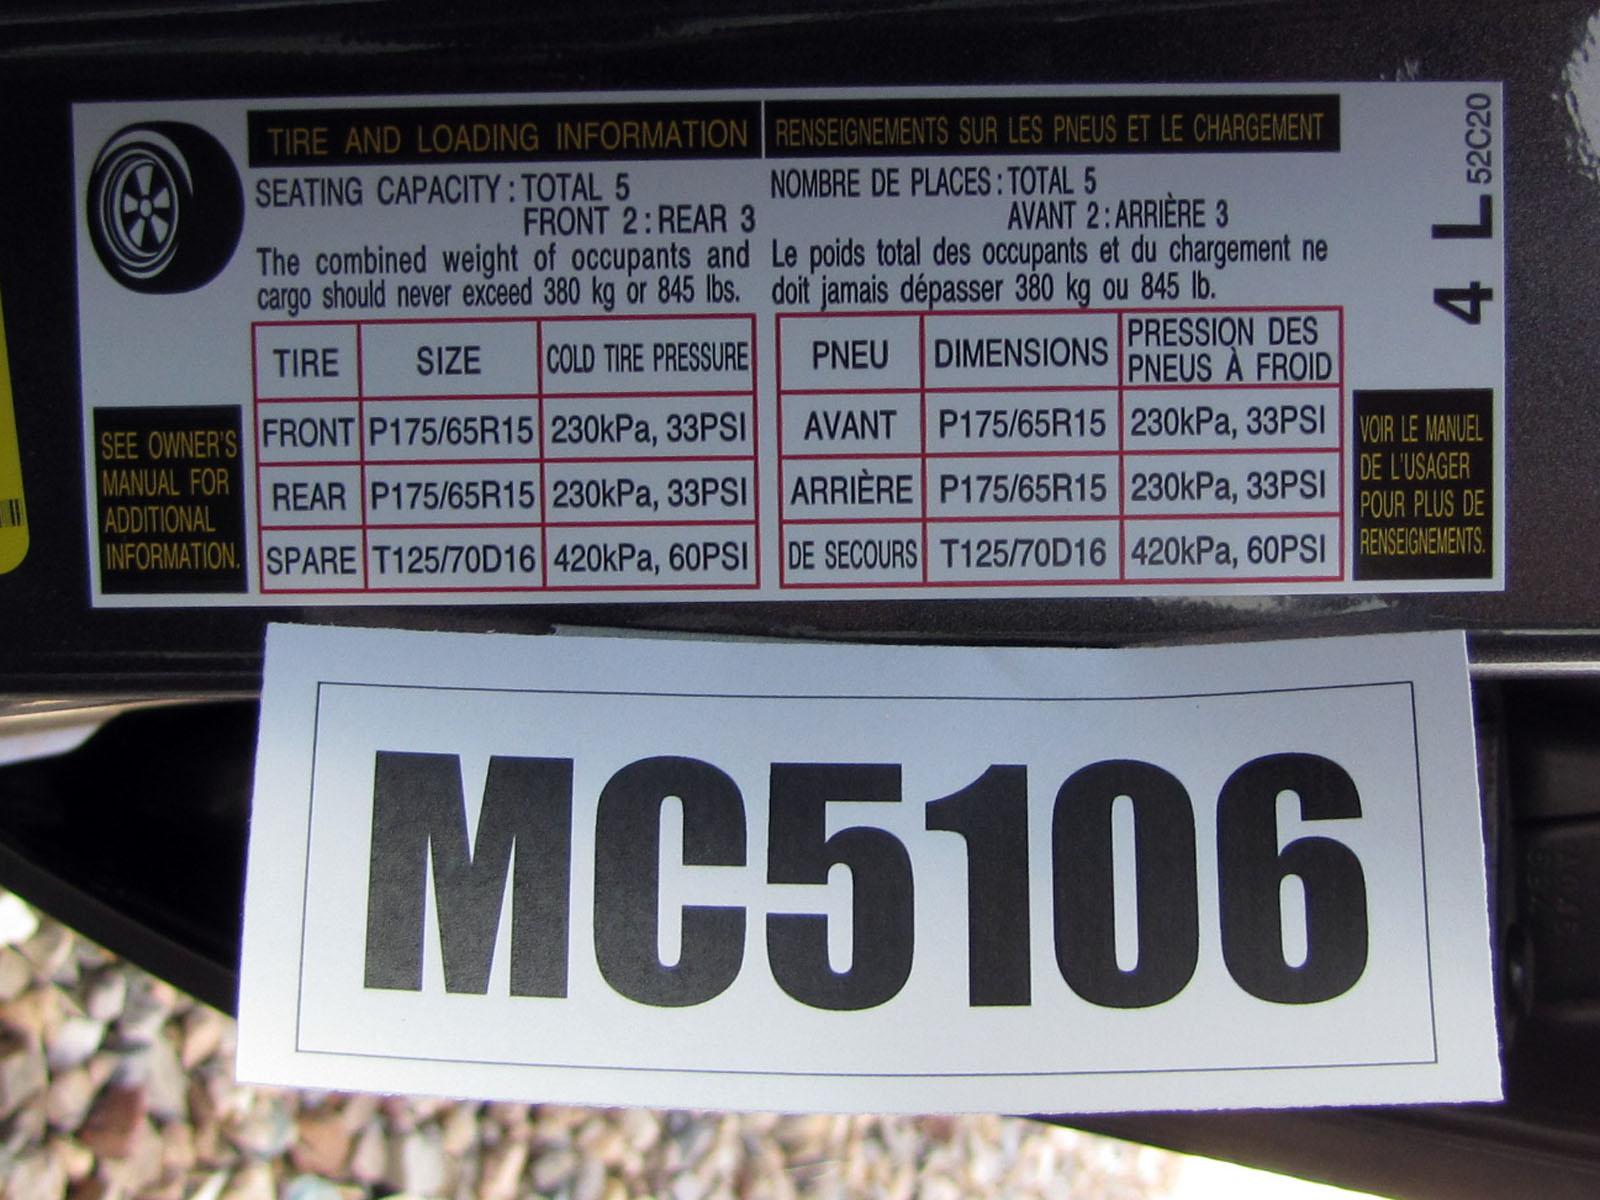 TIRE AND LOADING INFORMATION
SEATING CAPACITY : TOTAL 5
FRONT 2 : REAR 3
The combined weight of occupants and
cargo should never exceed 380 kg or 845 lbs.
TIRE SIZE COLD TIRE PRESSURE
FRONT P175/65R15 230kPa, 33PSI
REAR P175/65R15 230kPa, 33PSI
SPARE T125/70D16 420kPa, 60PSI
SEE OWNER'S
MANUAL FOR
ADDITIONAL
INFORMATION.
RENSEIGNEMENTS SUR LES PNEUS ET LE CHARGEMENT
NOMBRE DE PLACES : TOTAL 5
AVANT 2 : ARRIÈRE 3
Le poids total des occupants et du chargement ne
doit jamais dépasser 380 kg ou 845 lb.
PNEU DIMENSIONS PRESSION DES
PNEUS À FROID
AVANT P175/65R15 230kPa, 33PSI
ARRIÈRE P175/65R15 230kPa, 33PSI
DE SECOURS T125/70D16 420kPa, 60PSI
VOIR LE MANUEL
DE L'USAGER
POUR PLUS DE
RENSEIGNEMENTS.
4 L 52C20
MC5106